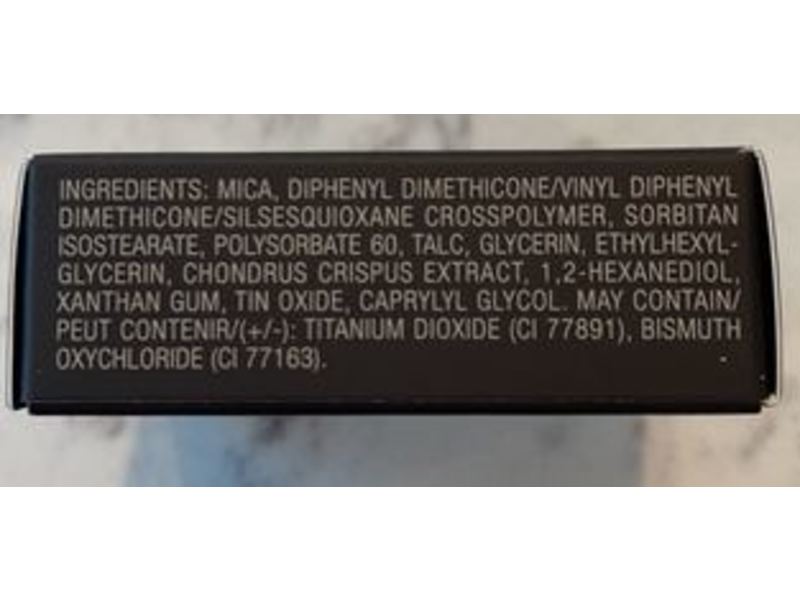 INGREDIENTS: MICA, DIPHENYL DIMETHICONE/VINYL DIPHENYL
DIMETHICONE/SILSESQUIOXANE CROSSPOLYMER, SORBITAN
ISOSTEARATE, POLYSORBATE 60, TALC, GLYCERIN, ETHYLHEXYL-
GLYCERIN, CHONDRUS CRISPUS EXTRACT, 1,2-HEXANEDIOL,
XANTHAN GUM, TIN OXIDE, CAPRYLYL GLYCOL. MAY CONTAIN/
PEUT CONTENIR/(+/-): TITANIUM DIOXIDE (CI 77891), BISMUTH
OXYCHLORIDE (CI 77163).